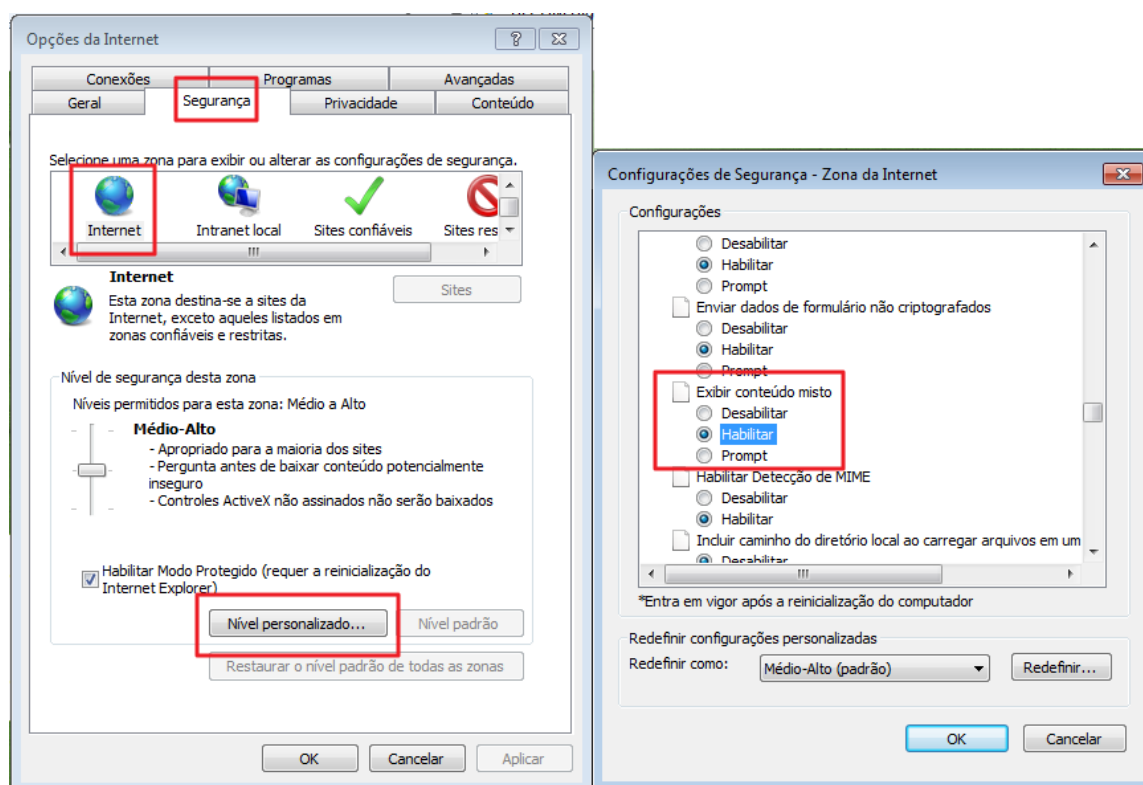 Opções da Internet
Conexões
Programas
Avançadas
Geral
Segurança
Privacidade
Conteúdo
Selecione uma zona para exibir ou alterar as configurações de segurança.
Internet
Intranet local
Sites confiáveis
Sites res
Internet
Sites
Esta zona destina-se a sites da
Internet, exceto aqueles listados em
zonas confiáveis e restritas.
Nível de segurança desta zona
Níveis permitidos para esta zona: Médio a Alto
Médio-Alto
- Apropriado para a maioria dos sites
- Pergunta antes de baixar conteúdo potencialmente
inseguro
- Controles ActiveX não assinados não serão baixados
Habilitar Modo Protegido (requer a reinicialização do
Internet Explorer)
Nível personalizado...
Nível padrão
Restaurar o nível padrão de todas as zonas
OK
Cancelar
Aplicar
Configurações de Segurança - Zona da Internet
Configurações
Desabilitar
Habilitar
Prompt
Enviar dados de formulário não criptografados
Desabilitar
Habilitar
Prompt
Exibir conteúdo misto
Desabilitar
Habilitar
Prompt
Habilitar Detecção de MIME
Desabilitar
Habilitar
Incluir caminho do diretório local ao carregar arquivos em um
Desabilitar
*Entra em vigor após a reinicialização do computador
Redefinir configurações personalizadas
Redefinir como:
Médio-Alto (padrão)
Redefinir...
OK
Cancelar